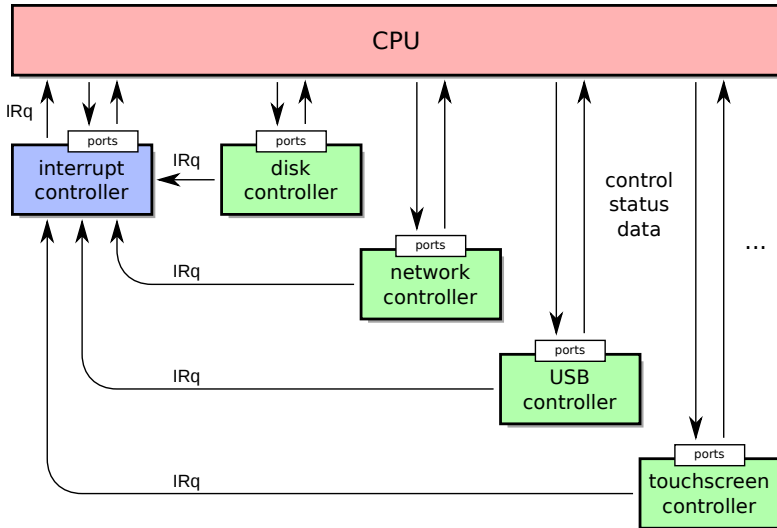 CPU
IRq
ports
ports
interrupt
controller
IRq
disk
controller
control
status
data
...
ports
network
controller
IRq
ports
USB
controller
IRq
ports
touchscreen
controller
IRq